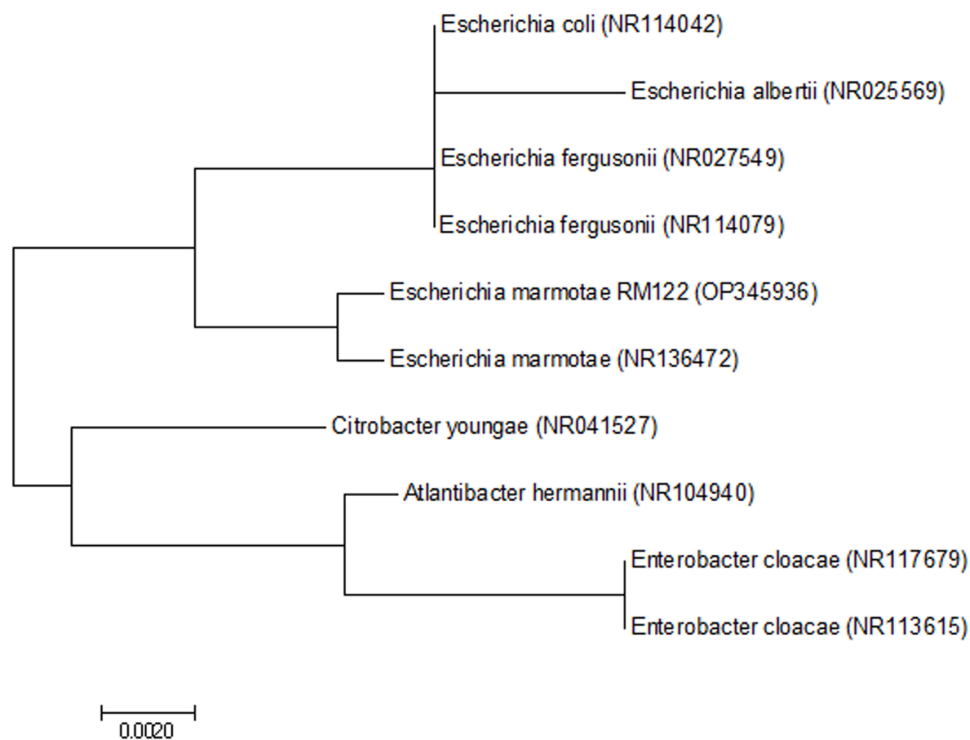 Escherichia coli (NR114042)
Escherichia albertii (NR025569)
Escherichia fergusonii (NR027549)
Escherichia fergusonii (NR114079)
Escherichia marmotae RM122 (OP345936)
Escherichia marmotae (NR136472)
Citrobacter youngae (NR041527)
Atlantibacter hermannii (NR104940)
Enterobacter cloacae (NR117679)
Enterobacter cloacae (NR113615)
0.0020